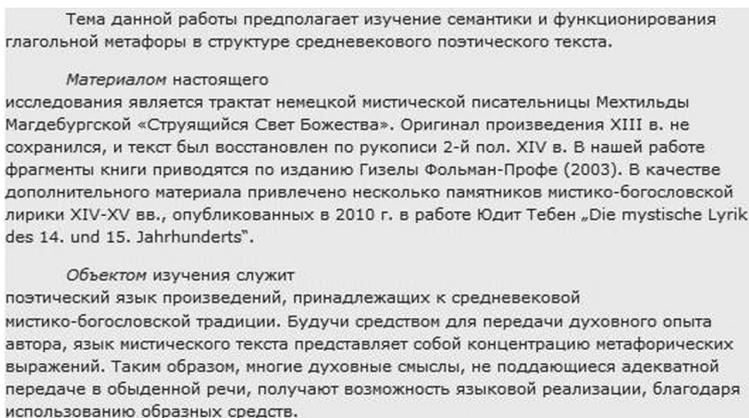 Тема данной работы предполагает изучение семантики и функционирования
глагольной метафоры в структуре средневекового поэтического текста.
Материалом настоящего
исследования является трактат немецкой мистической писательницы Мехтильды
Магдебургской «Струящийся Свет Божества». Оригинал произведения XIII в. не
сохранился, и текст был восстановлен по рукописи 2-й пол. XIV в. В нашей работе
фрагменты книги приводятся по изданию Гизелы Фольман-Профе (2003). В качестве
дополнительного материала привлечено несколько памятников мистико-богословской
лирики XIV-XV вв., опубликованных в 2010 г. в работе Юдит Тебен „Die mystische Lyrik
des 14. und 15. Jahrhunderts“.
Объектом изучения служит
поэтический язык произведений, принадлежащих к средневековой
мистико-богословской традиции. Будучи средством для передачи духовного опыта
автора, язык мистического текста представляет собой концентрацию метафорических
выражений. Таким образом, многие духовные смыслы, не поддающиеся адекватной
передаче в обыденной речи, получают возможность языковой реализации, благодаря
использованию образных средств.